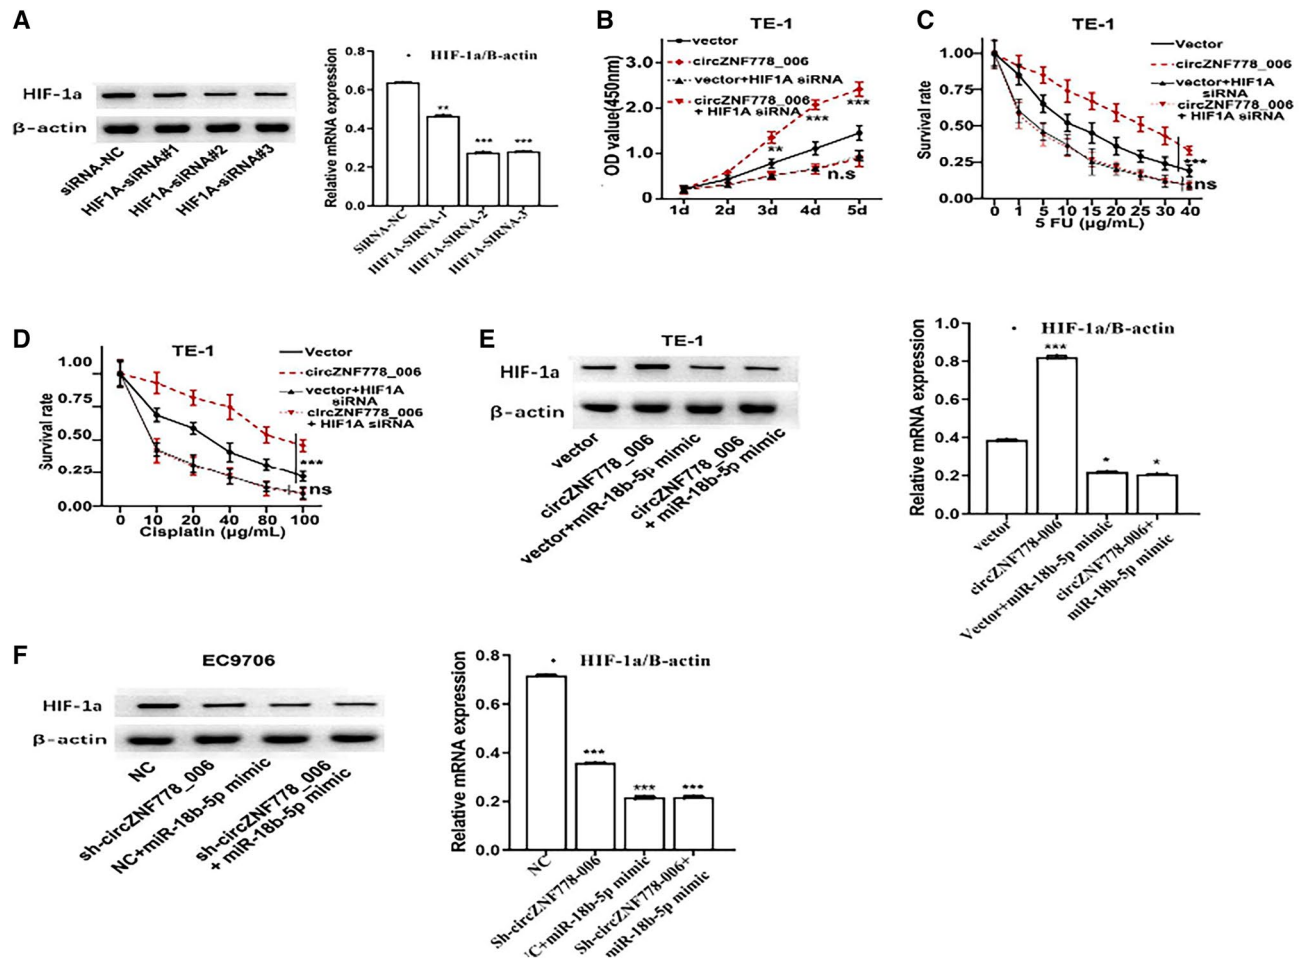 A
HIF-1a
β-actin
siRNA-NC
HIF1A-siRNA#1
HIF1A-siRNA#2
HIF1A-siRNA#3
HIF-1a/B-actin
Relative mRNA expression
0.8
0.6
0.4
0.2
0.0
**
***
***
SiRNA-NC
HIF1A-SiRNA-1
HIF1A-SiRNA-2
HIF1A-SiRNA-3
B
TE-1
vector
circZNF778_006
vector+HIF1A siRNA
circZNF778_006
+ HIF1A siRNA
OD value(450nm)
3.0
2.0
1.0
0
**
***
***
n.s
1d 2d 3d 4d 5d
C
TE-1
Vector
circZNF778_006
vector+HIF1A
siRNA
circZNF778_006
+ HIF1A siRNA
Survival rate
1.00
0.75
0.50
0.25
0.00
***
ns
0 1 5 10 15 20 25 30 40
5 FU (µg/mL)
D
TE-1
Vector
circZNF778_006
vector+HIF1A
siRNA
circZNF778_006
+ HIF1A siRNA
Survival rate
1.00
0.75
0.50
0.25
0.00
***
ns
0 10 20 40 80 100
Cisplatin (µg/mL)
E
TE-1
HIF-1a
β-actin
vector
circZNF778_006
vector+miR-18b-5p mimic
circZNF778_006
+ miR-18b-5p mimic
HIF-1a/B-actin
Relative mRNA expression
1.0
0.8
0.6
0.4
0.2
0.0
***
*
*
vector
circZNF778-006
Vector+miR-18b-5p mimic
circZNF778-006+
miR-18b-5p mimic
F
EC9706
HIF-1a
β-actin
NC
sh-circZNF778_006
NC+miR-18b-5p mimic
sh-circZNF778_006
+ miR-18b-5p mimic
HIF-1a/B-actin
Relative mRNA expression
0.8
0.6
0.4
0.2
0.0
***
***
***
NC
Sh-circZNF778-006
NC+miR-18b-5p mimic
Sh-circZNF778-006+
miR-18b-5p mimic